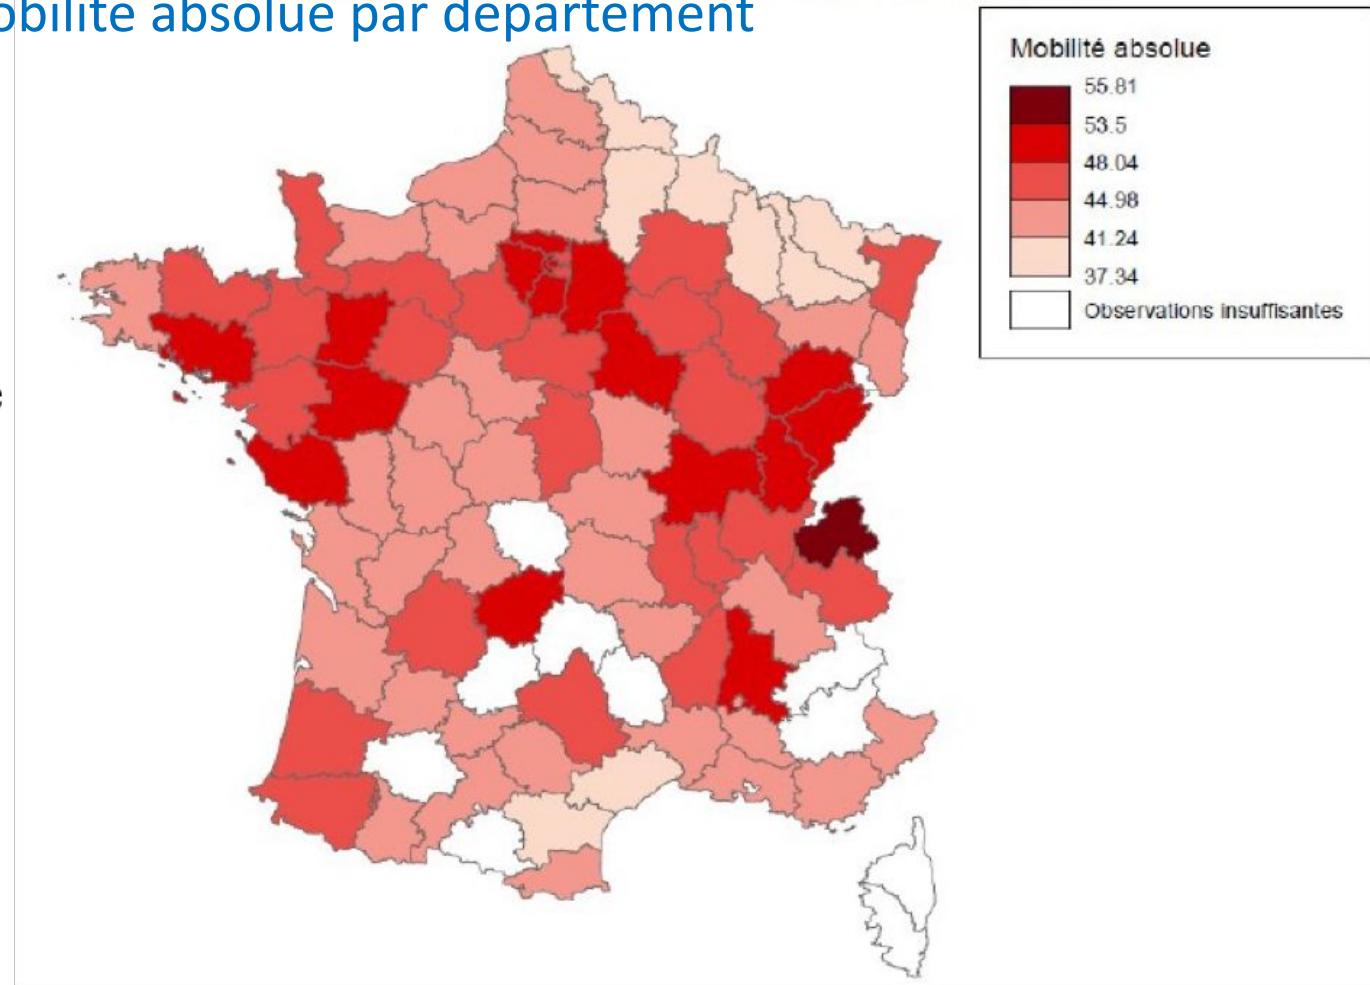 obilité absolue par département
Mobilité absolue
55.81
53.5
48.04
44.98
41.24
37.34
Observations insuffisantes
e